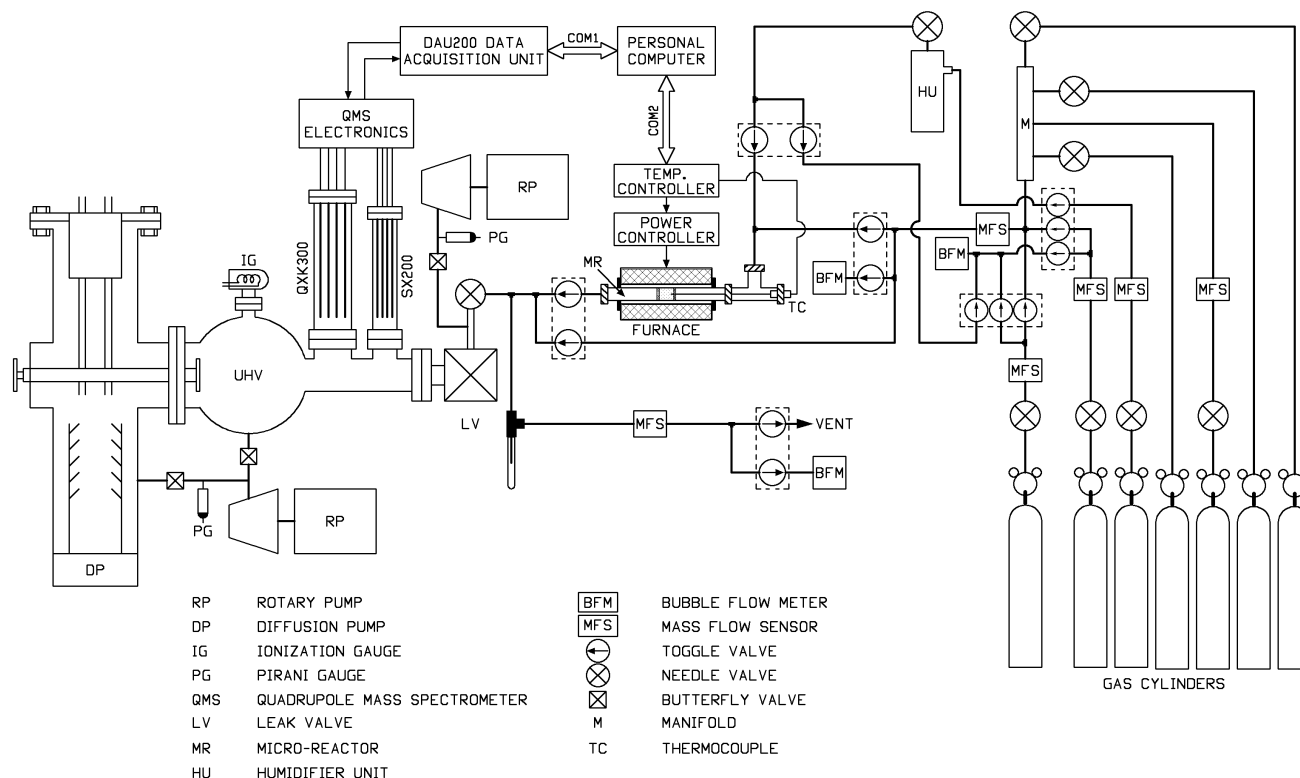 DAU200 DATA
ACQUISITION UNIT
COM1
PERSONAL
COMPUTER
QMS
ELECTRONICS
COM2
HU
M
RP
TEMP.
CONTROLLER
POWER
CONTROLLER
PG
IG
QXK300
SX200
MR
MFS
BFM
BFM
TC
FURNACE
MFS
MFS
MFS
MFS
UHV
LV
MFS
VENT
BFM
PG
RP
DP
GAS CYLINDERS
RP ROTARY PUMP
DP DIFFUSION PUMP
IG IONIZATION GAUGE
PG PIRANI GAUGE
QMS QUADRUPOLE MASS SPECTROMETER
LV LEAK VALVE
MR MICRO-REACTOR
HU HUMIDIFIER UNIT
BFM BUBBLE FLOW METER
MFS MASS FLOW SENSOR
TOGGLE VALVE
NEEDLE VALVE
BUTTERFLY VALVE
M MANIFOLD
TC THERMOCOUPLE